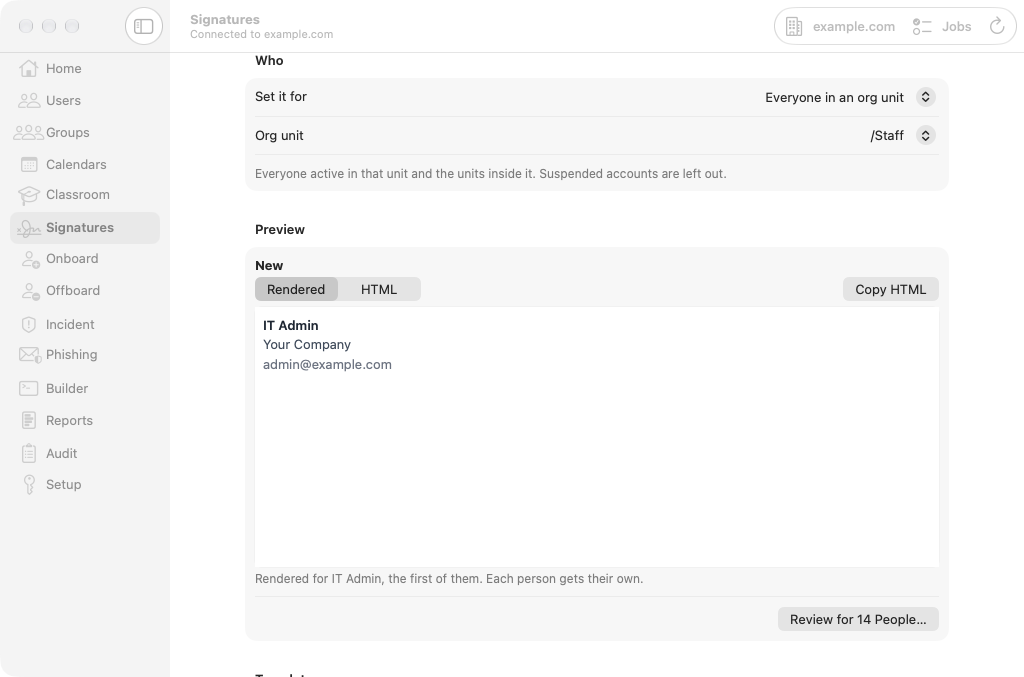 Signatures
Connected to example.com
example.com
Jobs
Home
Users
Groups
Calendars
Classroom
Signatures
Onboard
Offboard
Incident
Phishing
Builder
Reports
Audit
Setup
Who
Set it for
Everyone in an org unit
Org unit
/Staff
Everyone active in that unit and the units inside it. Suspended accounts are left out.
Preview
New
Rendered
HTML
Copy HTML
IT Admin
Your Company
admin@example.com
Rendered for IT Admin, the first of them. Each person gets their own.
Review for 14 People…